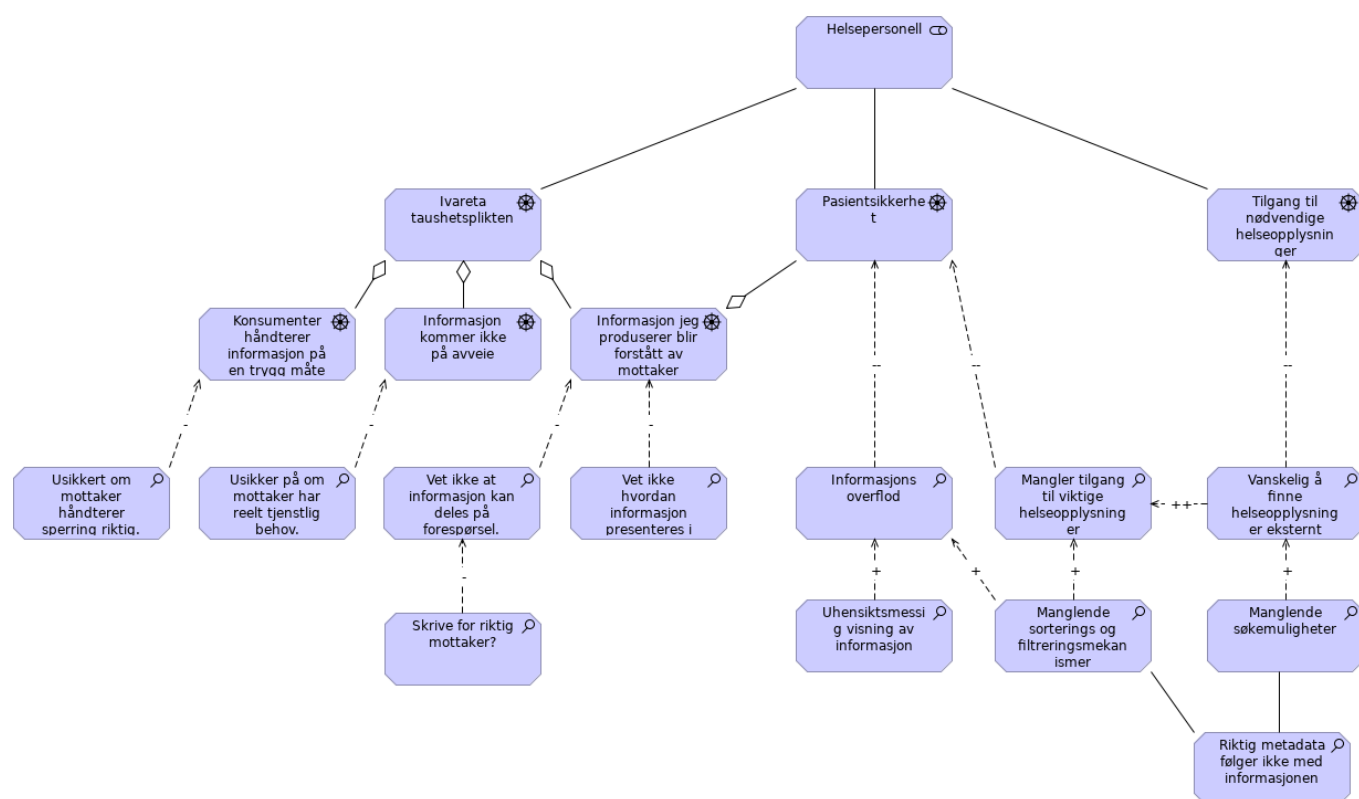 Helsepersonell
Ivareta
taushetsplikten
Pasientsikkerhe
t
Tilgang til
nødvendige
helseopplysnin
ger
Konsumenter
håndterer
informasjon på
en trygg måte
Informasjon
kommer ikke
på avveie
Informasjon jeg
produserer blir
forstått av
mottaker
--
--
--
-
-
-
-
Usikkert om
mottaker
håndterer
sperring riktig.
Usikker på om
mottaker har
reelt tjenstlig
behov.
Vet ikke at
informasjon kan
deles på
forespørsel.
Vet ikke
hvordan
informasjon
presenteres i
Informasjons
overflod
Mangler tilgang
til viktige
helseopplysning
er
++
Vanskelig å
finne
helseopplysning
er eksternt
-
+
+
+
+
Skrive for riktig
mottaker?
Uhensiktsmessi
g visning av
informasjon
Manglende
sorterings og
filtreringsmekan
ismer
Manglende
søkemuligheter
Riktig metadata
følger ikke med
informasjonen